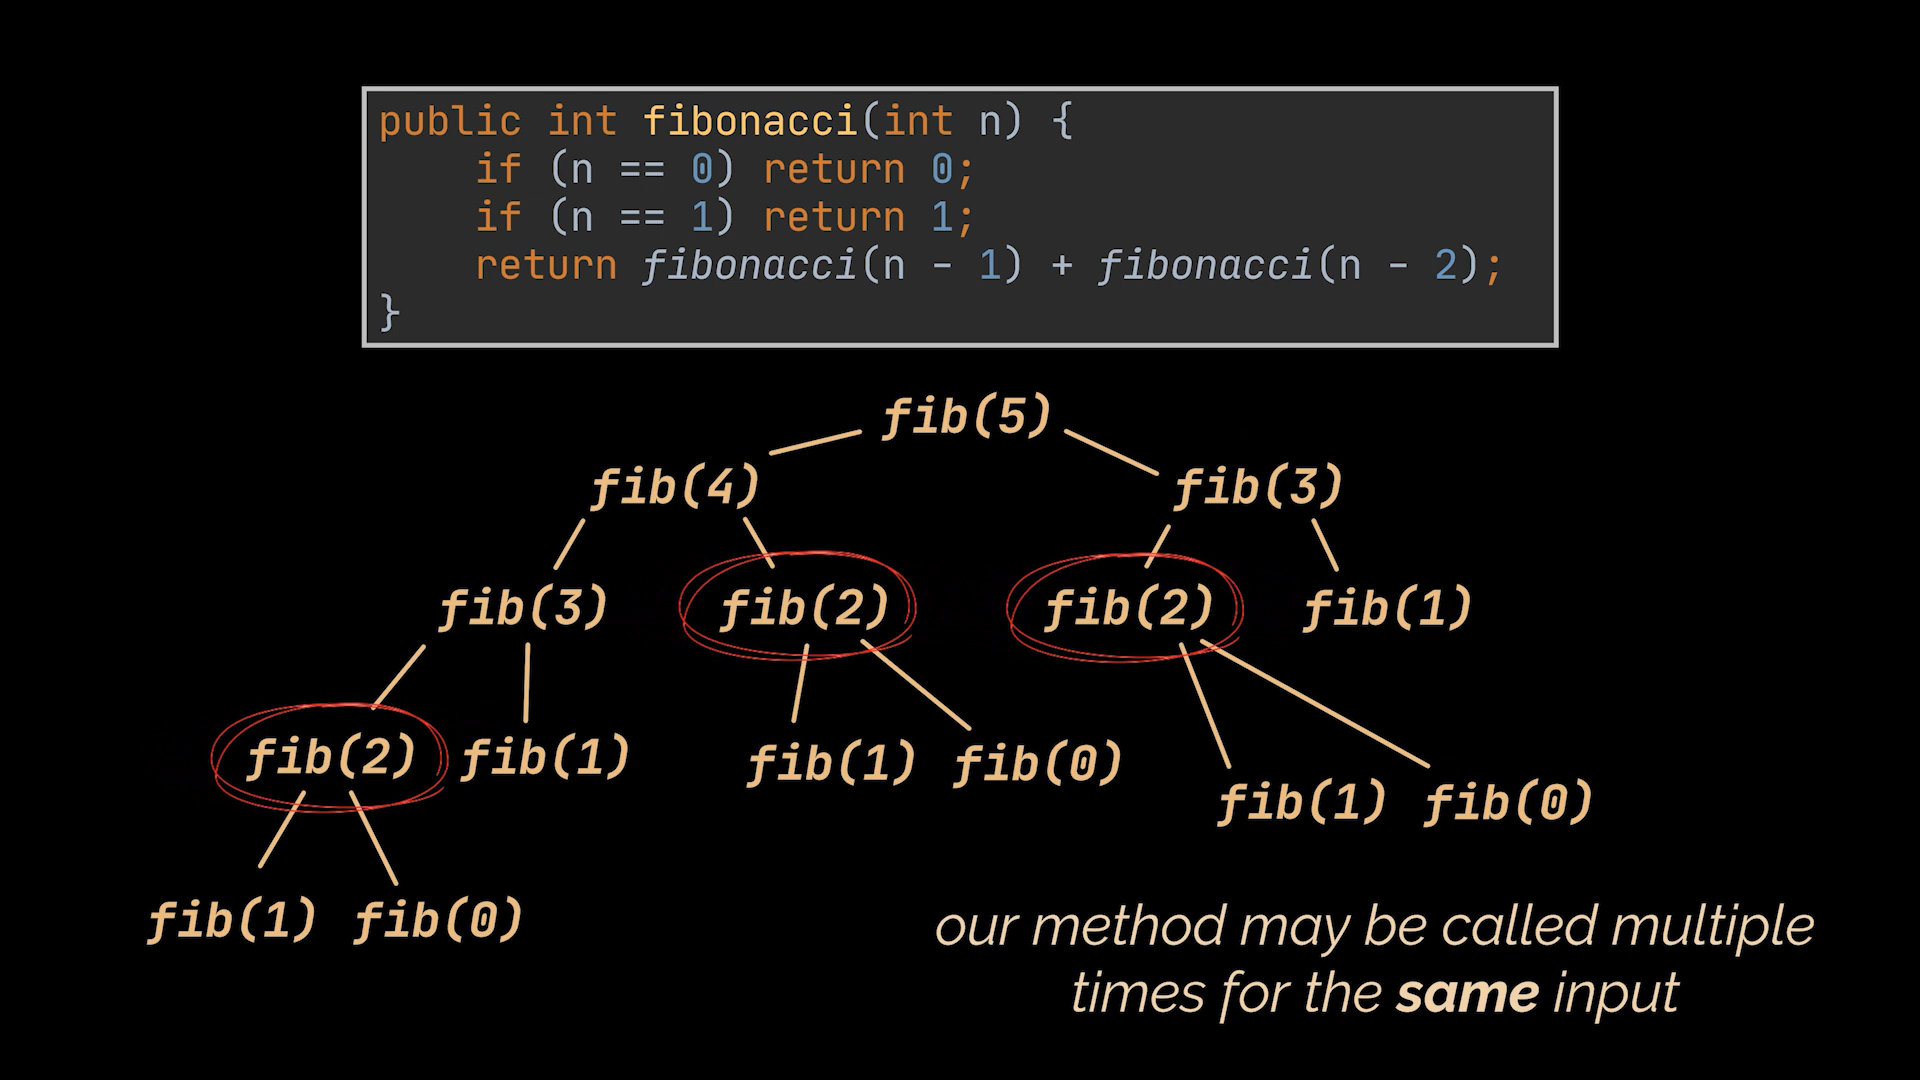 public int fibonacci(int n) {
    if (n == 0) return 0;
    if (n == 1) return 1;
    return fibonacci(n - 1) + fibonacci(n - 2);
}
fib(5)
fib(4) fib(3)
fib(3) fib(2) fib(2) fib(1)
fib(2) fib(1) fib(1) fib(0)
fib(1) fib(0)
fib(1) fib(0)
our method may be called multiple
times for the same input